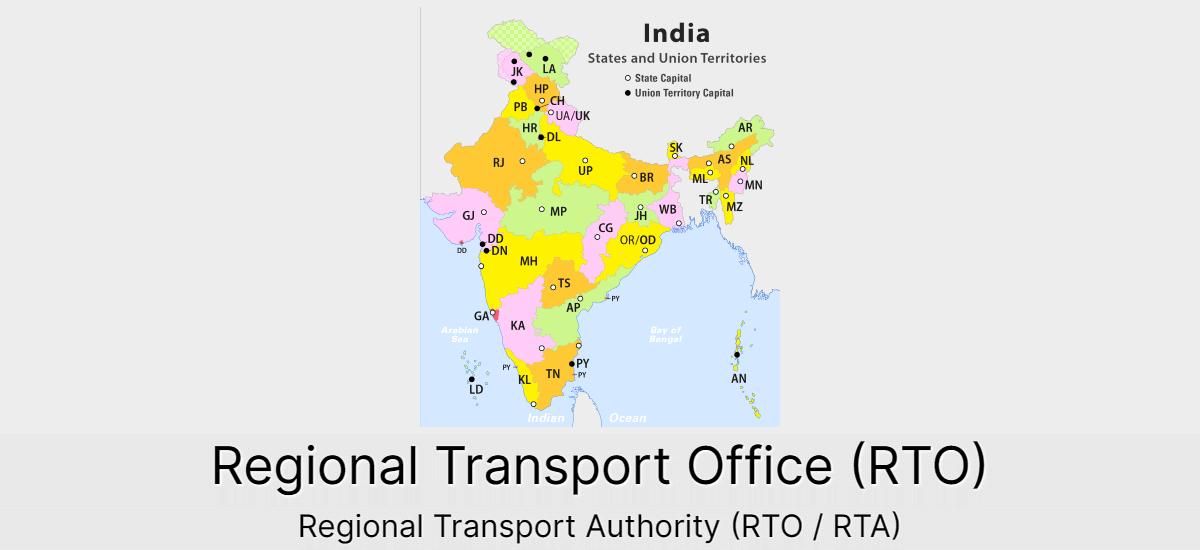 India
States and Union Territories
State Capital
Union Territory Capital
JK
LA
HP
CH
PB
UA/UK
HR
DL
AR
SK
RJ
UP
BR
AS
NL
ML
MN
TR
MZ
GJ
MP
JH
WB
CG
DD
DN
DD
OR/OD
MH
TS
AP
PY
GA
KA
Arabian
Sea
Bay of
Bangal
PY
PY
PY
KL
TN
LD
AN
Indian Ocean
Regional Transport Office (RTO)
Regional Transport Authority (RTO / RTA)